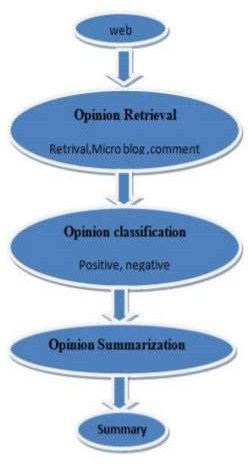 web
Opinion Retrieval
Retrival,Micro blog ,comment
Opinion classification
Positive, negative
Opinion Summarization
Summary